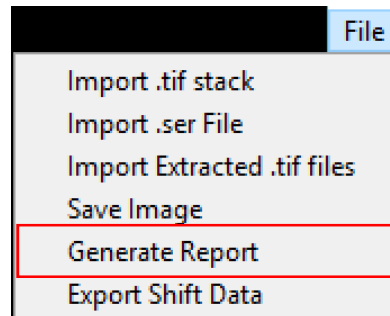 File
Import .tif stack
Import .ser File
Import Extracted .tif files
Save Image
Generate Report
Export Shift Data